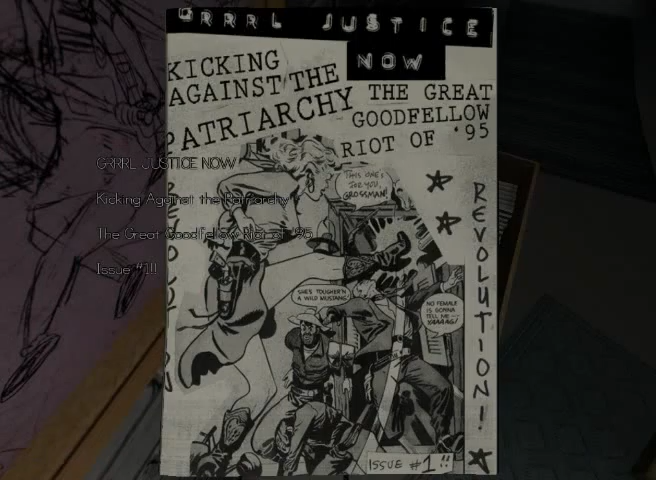 GRRRL JUSTICE
NOW
KICKING
AGAINST THE
PATRIARCHY
THE GREAT
GOODFELLOW
RIOT OF '95
GRRRL JUSTICE NOW
Kicking Against the Patriarchy
The Great Goodfellow Riot of '95
Issue #1!!
THIS ONE'S
FOR YOU,
GROSSMAN!
SHE'S TOUGHER'N
A WILD MUSTANG.
NO FEMALE
IS GONNA
TELL ME—
YAAAAG!
REVOLUTION!
ISSUE #1!!